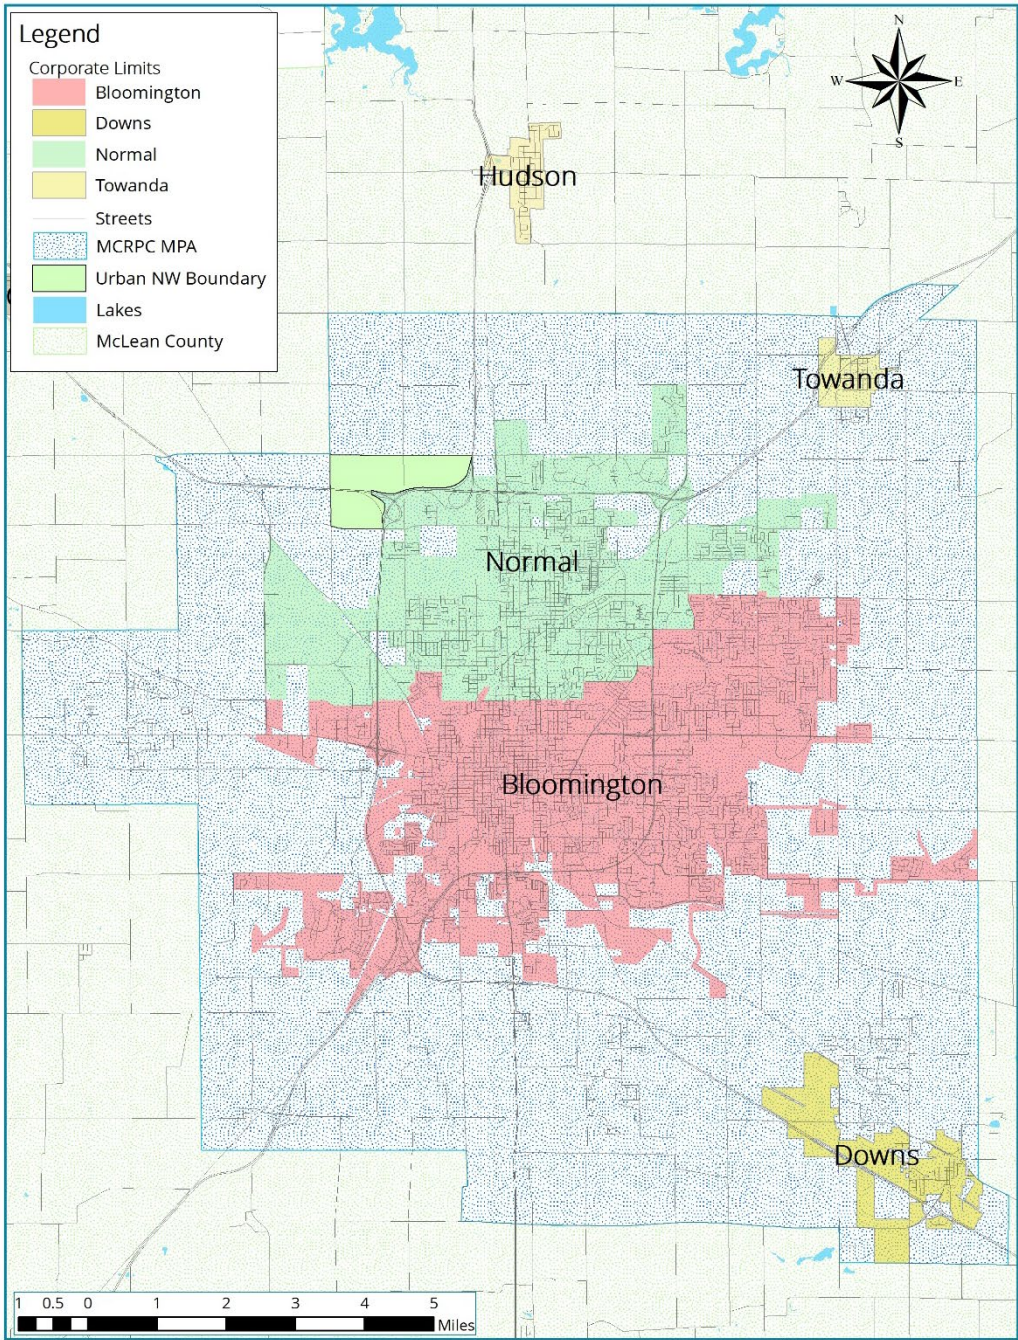 Legend
Corporate Limits
Bloomington
Downs
Normal
Towanda
Streets
MCRPC MPA
Urban NW Boundary
Lakes
McLean County
N
W E
S
Hudson
Towanda
Normal
Bloomington
Downs
1 0.5 0 1 2 3 4 5
Miles